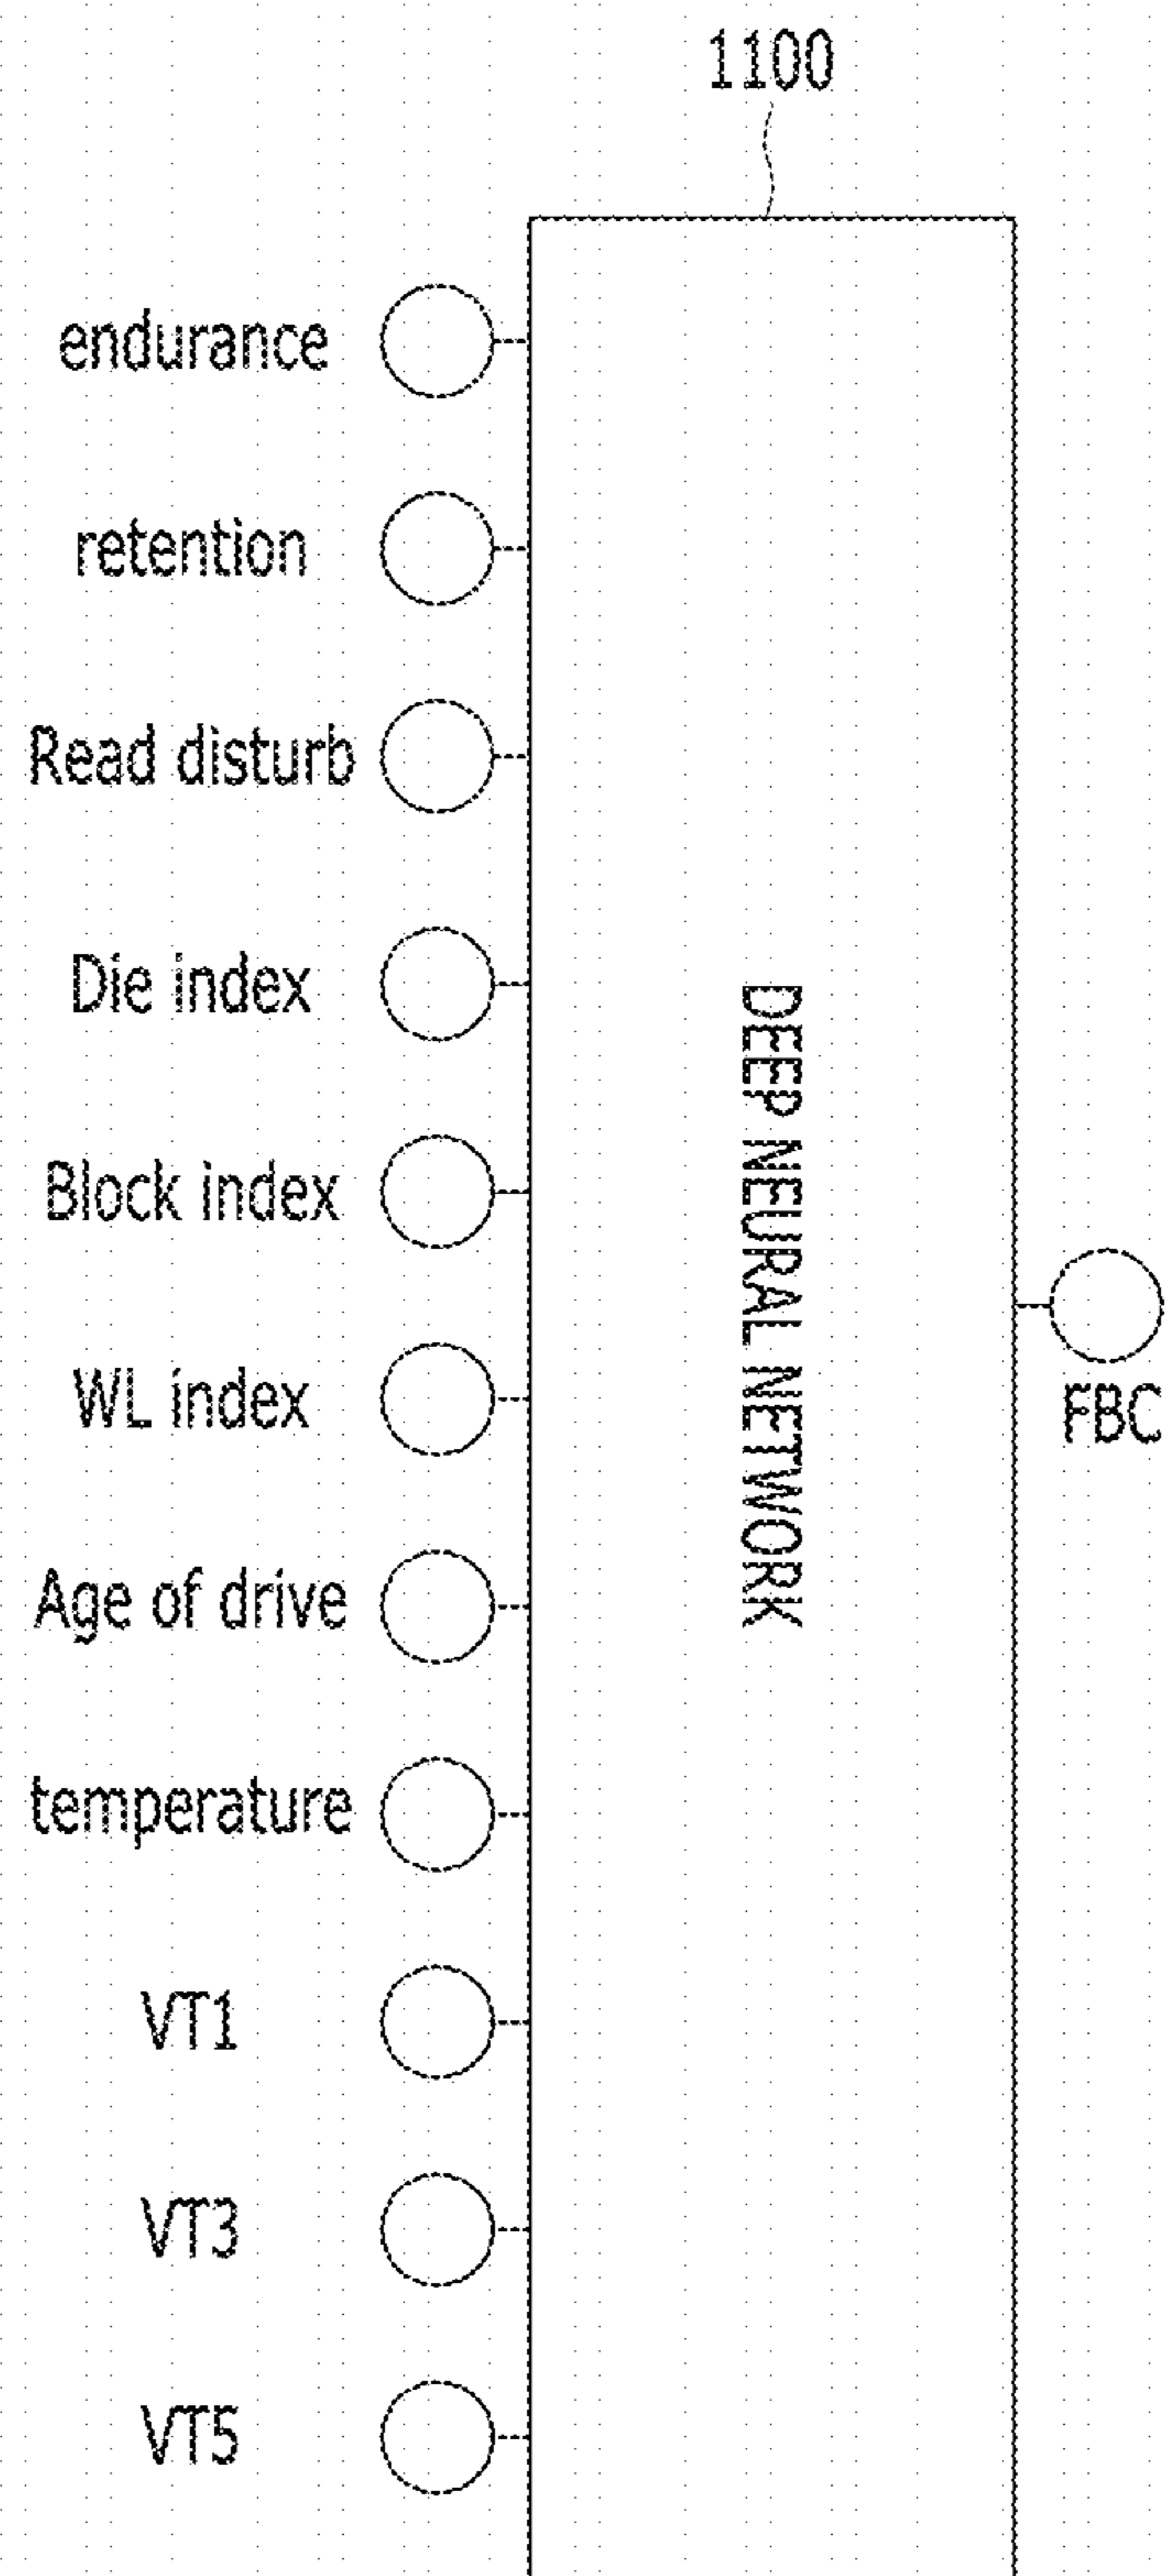 1100
endurance
retention
Read disturb
Die index
Block index
WL index
Age of drive
temperature
VT1
VT3
VT5
DEEP NEURAL NETWORK
FBC